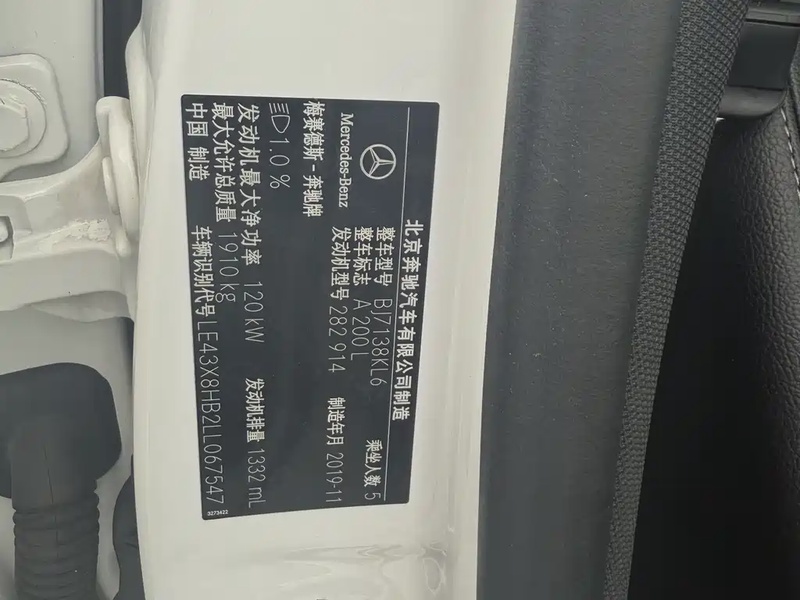 北京奔驰汽车有限公司制造
Mercedes-Benz
梅赛德斯-奔驰牌
整车型号 BJ7138KL6 乘坐人数 5
整车标志 A 200 L
发动机型号 282 914 制造年月 2019-11
1.0 %
发动机最大净功率 120 kW 发动机排量 1332 mL
最大允许总质量 1910 kg
中国 制造 车辆识别代号 LE43X8HB2LL067547
0273422